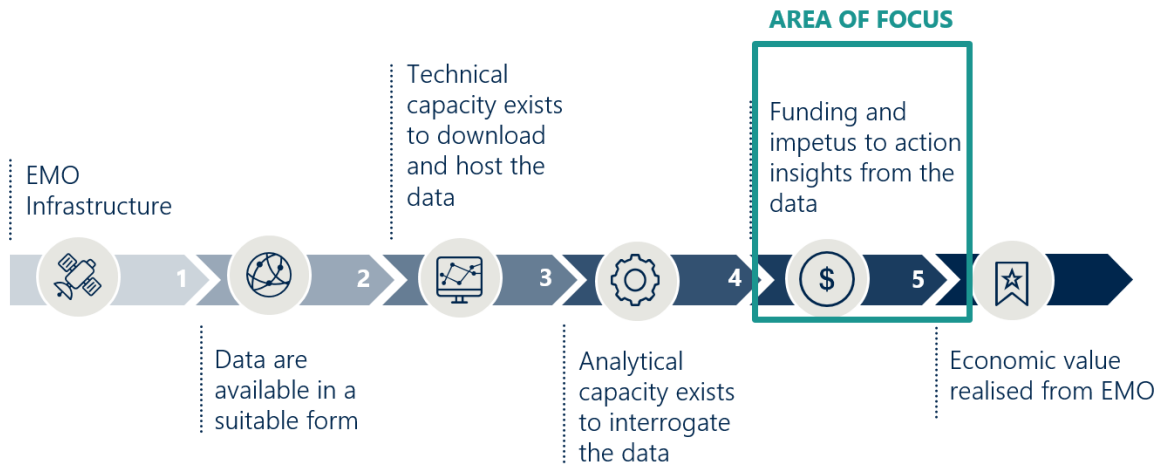 AREA OF FOCUS
EMO
Infrastructure
1
Data are
available in a
suitable form
2
Technical
capacity exists
to download
and host the
data
3
Analytical
capacity exists
to interrogate
the data
4
Funding and
impetus to action
insights from the
data
$
5
Economic value
realised from EMO